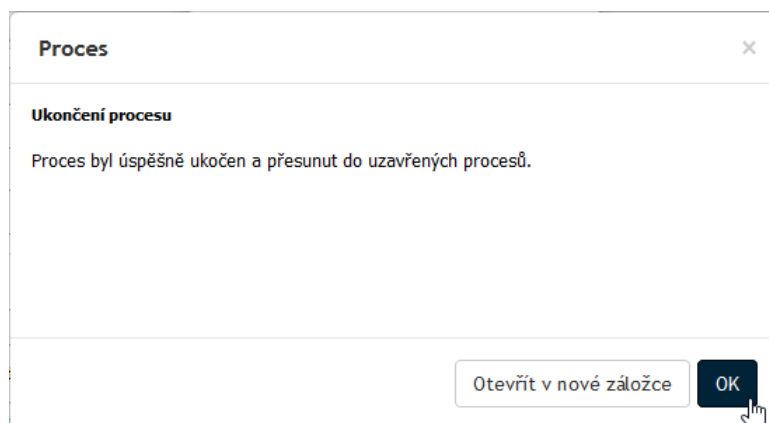 Proces
×
Ukončení procesu
Proces byl úspěšně ukočen a přesunut do uzavřených procesů.
Otevřít v nové záložce
OK